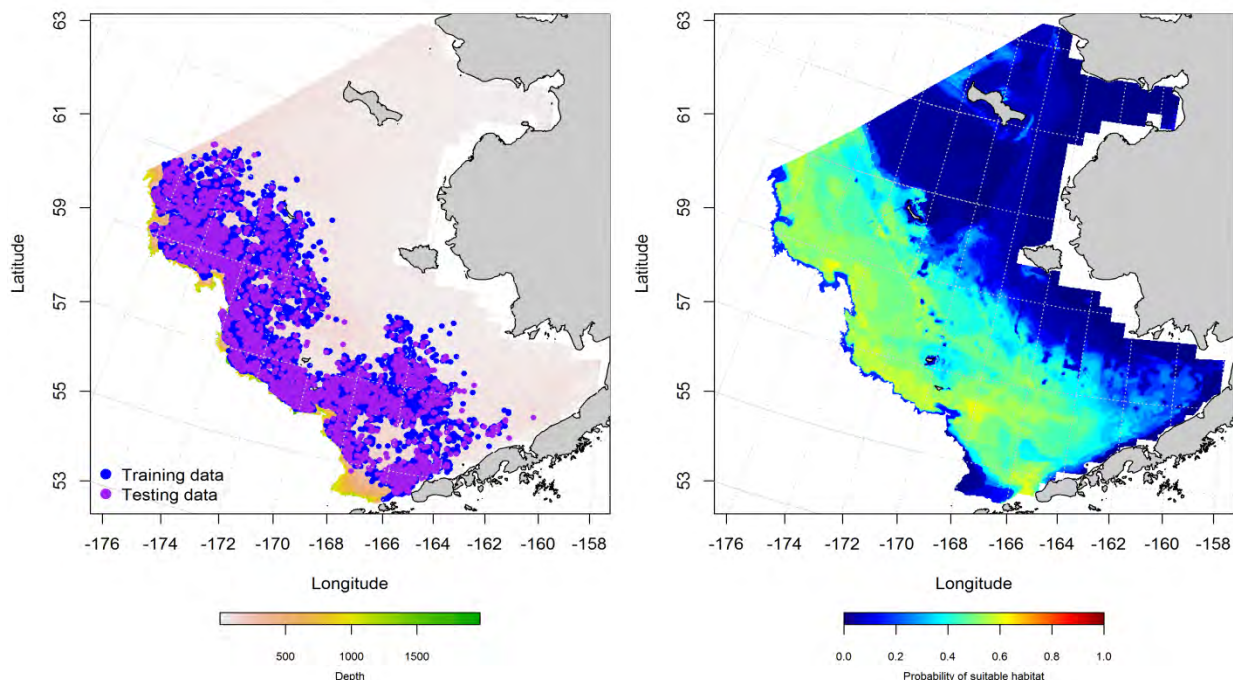 63
61
59
57
55
53
Latitude
Training data
Testing data
-176 -174 -172 -170 -168 -166 -164 -162 -160 -158
Longitude
500 1000 1500
Depth
63
61
59
57
55
53
Latitude
-176 -174 -172 -170 -168 -166 -164 -162 -160 -158
Longitude
0.0 0.2 0.4 0.6 0.8 1.0
Probability of suitable habitat